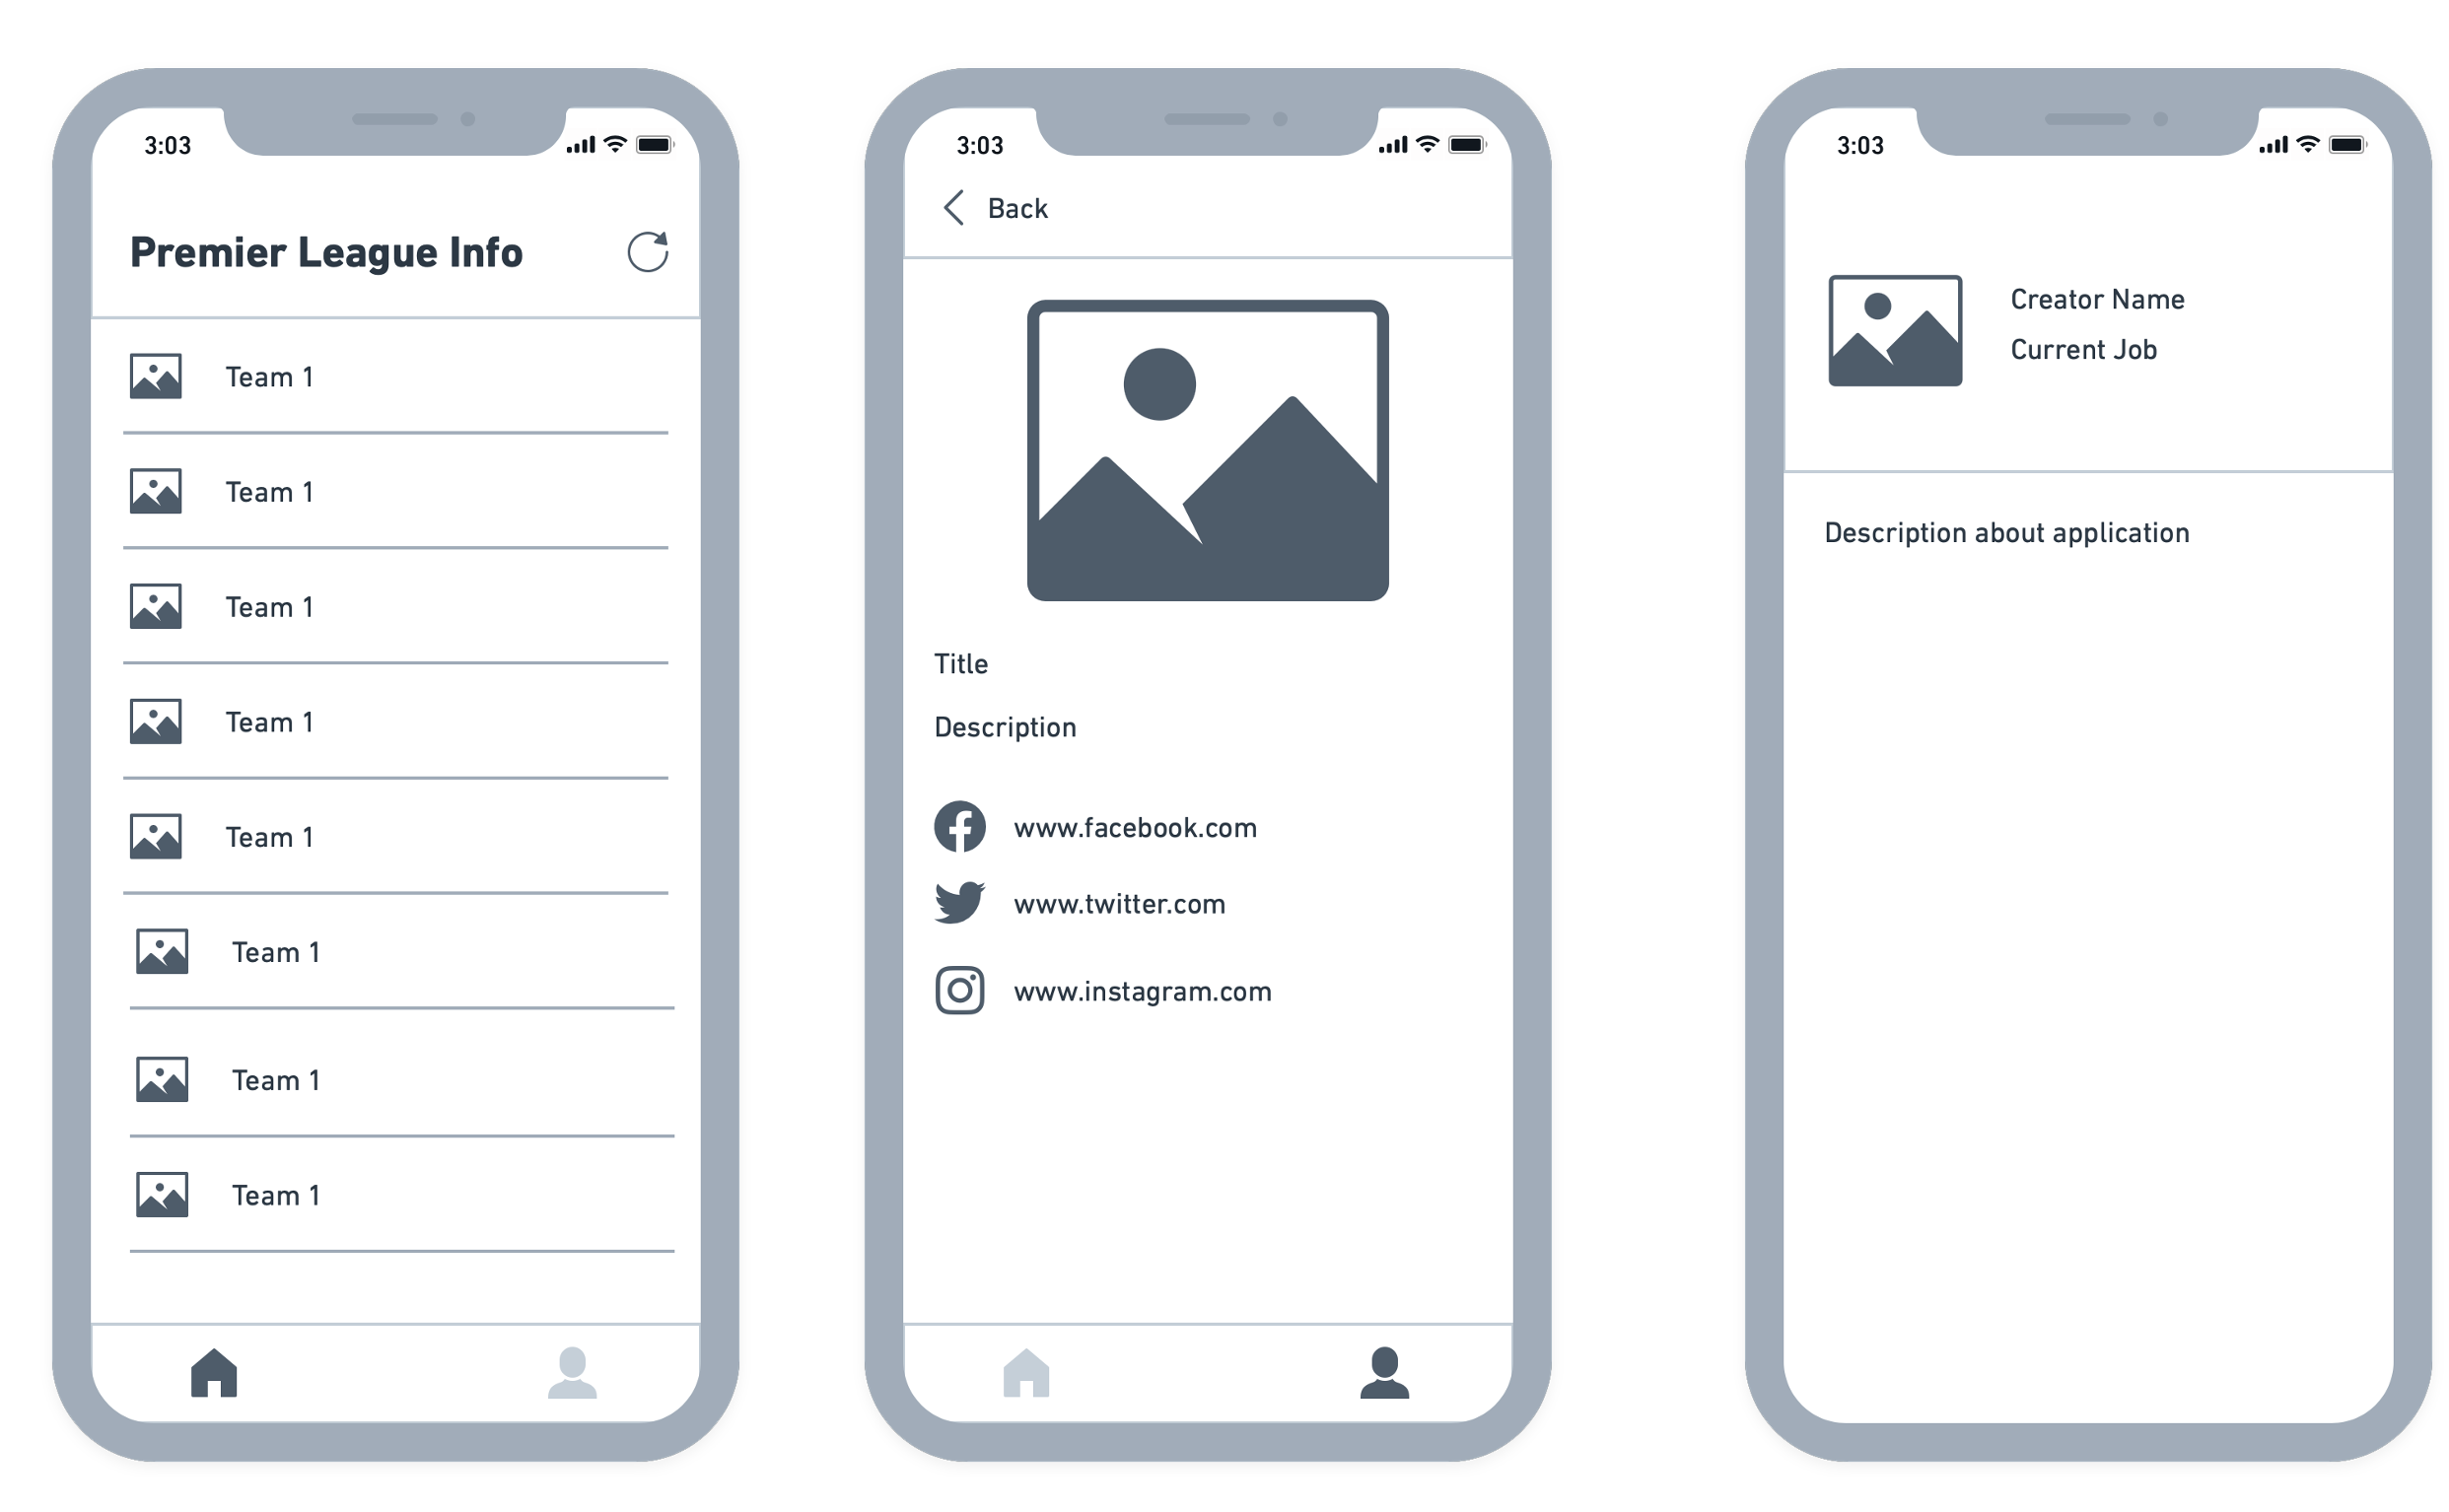 3:03
Premier League Info
Team 1
Team 1
Team 1
Team 1
Team 1
Team 1
Team 1
Team 1
3:03
Back
Title
Description
www.facebook.com
www.twitter.com
www.instagram.com
3:03
Creator Name
Current Job
Description about application